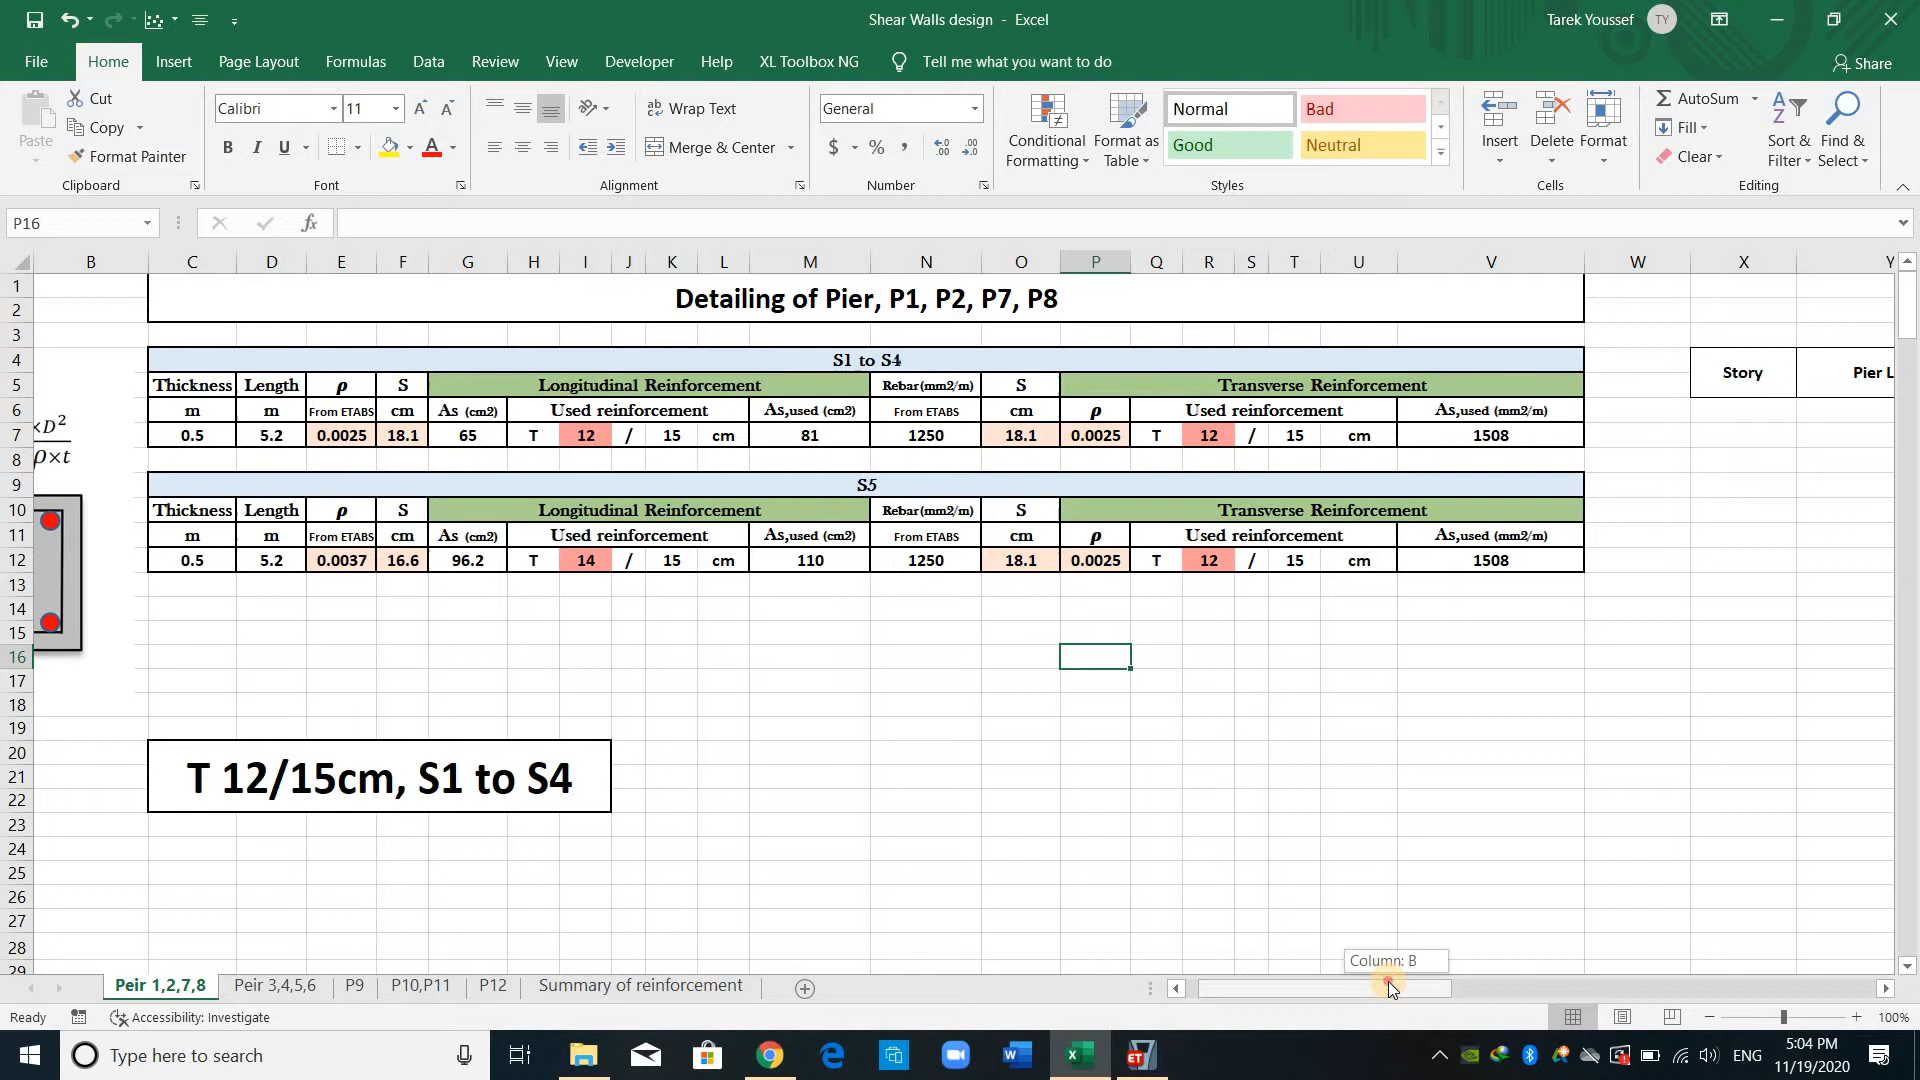 Shear Walls design - Excel
Tarek Youssef
TY
File Home Insert Page Layout Formulas Data Review View Developer Help XL Toolbox NG Tell me what you want to do
Share
Paste
Cut
Copy
Format Painter
Clipboard
Calibri 11
B I U
Font
Wrap Text
Merge & Center
Alignment
General
$ % ,
Number
Conditional Formatting
Format as Table
Normal Bad
Good Neutral
Styles
Insert Delete Format
Cells
AutoSum
Fill
Clear
Sort & Filter
Find & Select
Editing
P16
fx
B C D E F G H I J K L M N O P Q R S T U V W X Y
1
Detailing of Pier, P1, P2, P7, P8
2
3
4 S1 to S4
5 Thickness Length ρ S Longitudinal Reinforcement Rebar(mm2/m) S Transverse Reinforcement
Story Pier L
6 m m From ETABS cm As (cm2) Used reinforcement As,used (cm2) From ETABS cm ρ Used reinforcement As,used (mm2/m)
7 0.5 5.2 0.0025 18.1 65 T 12 / 15 cm 81 1250 18.1 0.0025 T 12 / 15 cm 1508
×D²
ρ×t
8
9 S5
10 Thickness Length ρ S Longitudinal Reinforcement Rebar(mm2/m) S Transverse Reinforcement
11 m m From ETABS cm As (cm2) Used reinforcement As,used (cm2) From ETABS cm ρ Used reinforcement As,used (mm2/m)
12 0.5 5.2 0.0037 16.6 96.2 T 14 / 15 cm 110 1250 18.1 0.0025 T 12 / 15 cm 1508
13
14
15
16
17
18
19
20
21 T 12/15cm, S1 to S4
22
23
24
25
26
27
28
29
Column: B
Peir 1,2,7,8 Peir 3,4,5,6 P9 P10,P11 P12 Summary of reinforcement
Ready Accessibility: Investigate
100%
Type here to search
ENG
5:04 PM
11/19/2020